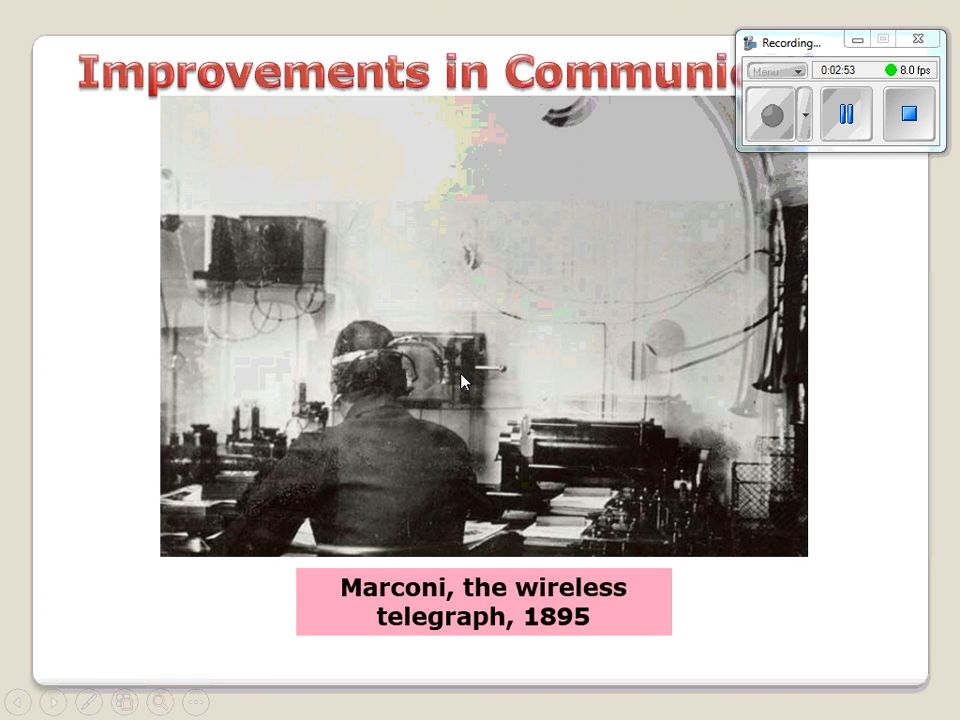 Improvements in Communic
Recording...
Menu
0:02:53
8.0 fps
Marconi, the wireless
telegraph, 1895